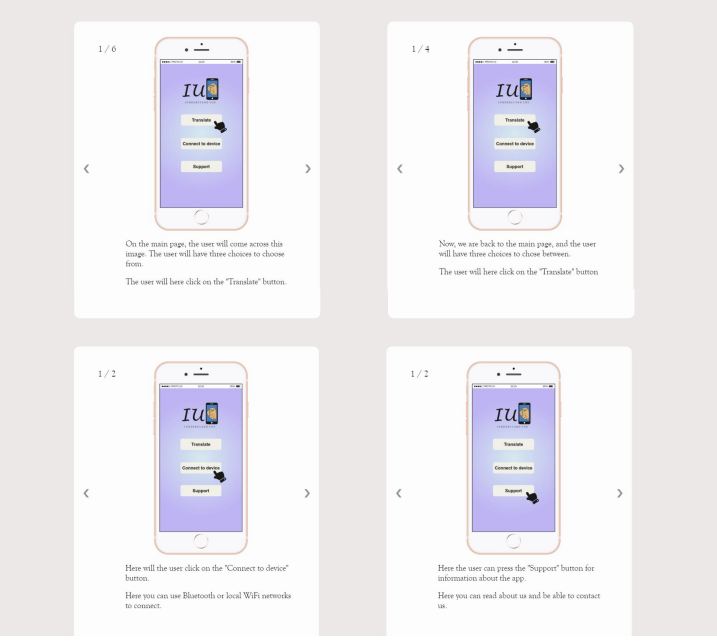 1 / 6
IU
Translate
Connect to device
Support
On the main page, the user will come across this
image. The user will have three choices to choose
from.
The user will here click on the "Translate" button.
1 / 4
IU
Translate
Connect to device
Support
Now, we are back to the main page, and the user
will have three choices to chose between.
The user will here click on the "Translate" button
1 / 2
IU
Translate
Connect to device
Support
Here will the user click on the "Connect to device"
button.
Here you can use Bluetooth or local WiFi networks
to connect.
1 / 2
IU
Translate
Connect to device
Support
Here the user can press the "Support" button for
information about the app.
Here you can read about us and be able to contact
us.